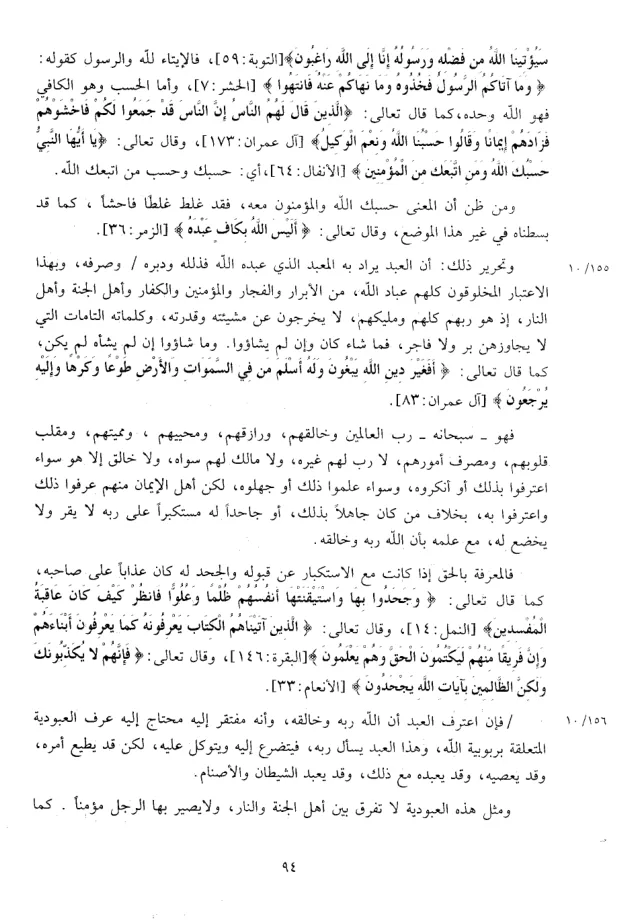 سَيُؤْتِينَا اللَّهُ مِن فَضْلِهِ وَرَسُولُهُ إِنَّا إِلَى اللَّهِ رَاغِبُونَ﴾[التوبة:٥٩]، فالإيتاء لله والرسول كقوله:
﴿ وَمَا آتَاكُمُ الرَّسُولُ فَخُذُوهُ وَمَا نَهَاكُمْ عَنْهُ فَانتَهُوا ﴾ [الحشر:٧]، وأما الحسب وهو الكافي
فهو الله وحده، كما قال تعالى: ﴿الَّذِينَ قَالَ لَهُمُ النَّاسُ إِنَّ النَّاسَ قَدْ جَمَعُوا لَكُمْ فَاخْشَوْهُمْ
فَزَادَهُمْ إِيمَانًا وَقَالُوا حَسْبُنَا اللَّهُ وَنِعْمَ الْوَكِيلُ﴾ [آل عمران:١٧٣]، وقال تعالى: ﴿يَا أَيُّهَا النَّبِيُّ
حَسْبُكَ اللَّهُ وَمَنِ اتَّبَعَكَ مِنَ الْمُؤْمِنِينَ ﴾ [الأنفال:٦٤]، أي: حسبك وحسب من اتبعك الله.
ومن ظن أن المعنى حسبك الله والمؤمنون معه، فقد غلط غلطًا فاحشاً ، كما قد
بسطناه في غير هذا الموضع، وقال تعالى: ﴿ أَلَيْسَ اللَّهُ بِكَافٍ عَبْدَهُ ﴾ [الزمر:٣٦].
١٠/١٥٥ وتحرير ذلك: أن العبد يراد به المعبد الذي عبده الله فذلله ودبره / وصرفه، وبهذا
الاعتبار المخلوقون كلهم عباد الله، من الأبرار والفجار والمؤمنين والكفار وأهل الجنة وأهل
النار، إذ هو ربهم كلهم ومليكهم، لا يخرجون عن مشيئته وقدرته، وكلماته التامات التي
لا يجاوزهن بر ولا فاجر، فما شاء كان وإن لم يشاؤوا. وما شاؤوا إن لم يشأه لم يكن،
كما قال تعالى: ﴿ أَفَغَيْرَ دِينِ اللَّهِ يَبْغُونَ وَلَهُ أَسْلَمَ مَن فِي السَّمَوَاتِ وَالأَرْضِ طَوْعًا وَكَرْهًا وَإِلَيْهِ
يُرْجَعُونَ ﴾ [آل عمران:٨٣].
فهو ـ سبحانه ـ رب العالمين وخالقهم، ورازقهم، ومحييهم ، ومميتهم، ومقلب
قلوبهم، ومصرف أمورهم، لا رب لهم غيره، ولا مالك لهم سواه، ولا خالق إلا هو سواء
اعترفوا بذلك أو أنكروه، وسواء علموا ذلك أو جهلوه، لكن أهل الإيمان منهم عرفوا ذلك
واعترفوا به، بخلاف من كان جاهلاً بذلك، أو جاحداً له مستكبراً على ربه لا يقر ولا
يخضع له، مع علمه بأن الله ربه وخالقه.
فالمعرفة بالحق إذا كانت مع الاستكبار عن قبوله والجحد له كان عذاباً على صاحبه،
كما قال تعالى: ﴿ وَجَحَدُوا بِهَا وَاسْتَيْقَنَتْهَا أَنفُسُهُمْ ظُلْمًا وَعُلُوًّا فَانظُرْ كَيْفَ كَانَ عَاقِبَةُ
الْمُفْسِدِينَ﴾ [النمل:١٤]، وقال تعالى: ﴿ الَّذِينَ آتَيْنَاهُمُ الْكِتَابَ يَعْرِفُونَهُ كَمَا يَعْرِفُونَ أَبْنَاءَهُمْ
وَإِنَّ فَرِيقًا مِّنْهُمْ لَيَكْتُمُونَ الْحَقَّ وَهُمْ يَعْلَمُونَ ﴾[البقرة:١٤٦]، وقال تعالى:﴿ فَإِنَّهُمْ لا يُكَذِّبُونَكَ
وَلَكِنَّ الظَّالِمِينَ بِآيَاتِ اللَّهِ يَجْحَدُونَ ﴾ [الأنعام:٣٣].
١٠/١٥٦ / فإن اعترف العبد أن الله ربه وخالقه، وأنه مفتقر إليه محتاج إليه عرف العبودية
المتعلقة بربوبية الله، وهذا العبد يسأل ربه، فيتضرع إليه ويتوكل عليه، لكن قد يطيع أمره،
وقد يعصيه، وقد يعبده مع ذلك، وقد يعبد الشيطان والأصنام.
ومثل هذه العبودية لا تفرق بين أهل الجنة والنار، ولايصير بها الرجل مؤمناً . كما
٩٤